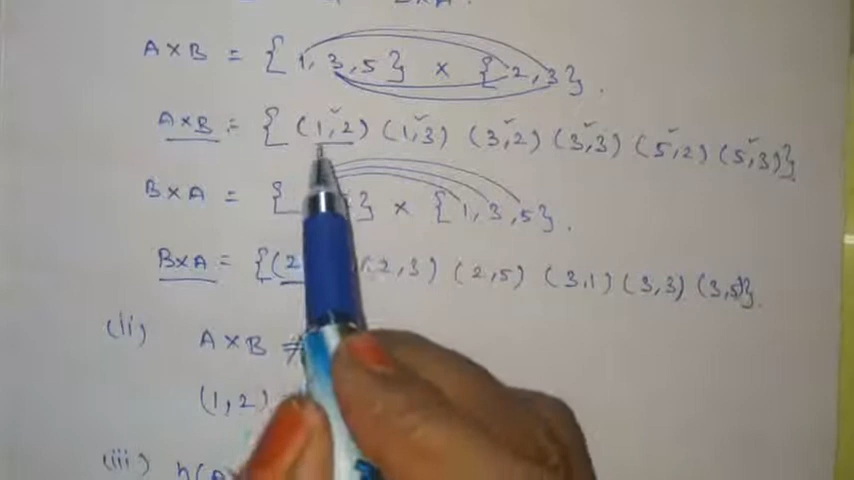 B×A.
A×B = {1,3,5} × {2,3}.
A×B = { (1,2) (1,3) (3,2) (3,3) (5,2) (5,3)}
B×A = { } × {1,3,5}.
B×A = {(2 2,3) (2,5) (3,1) (3,3) (3,5)}.
(ii) A×B ≠
(1,2)
(iii) n(A